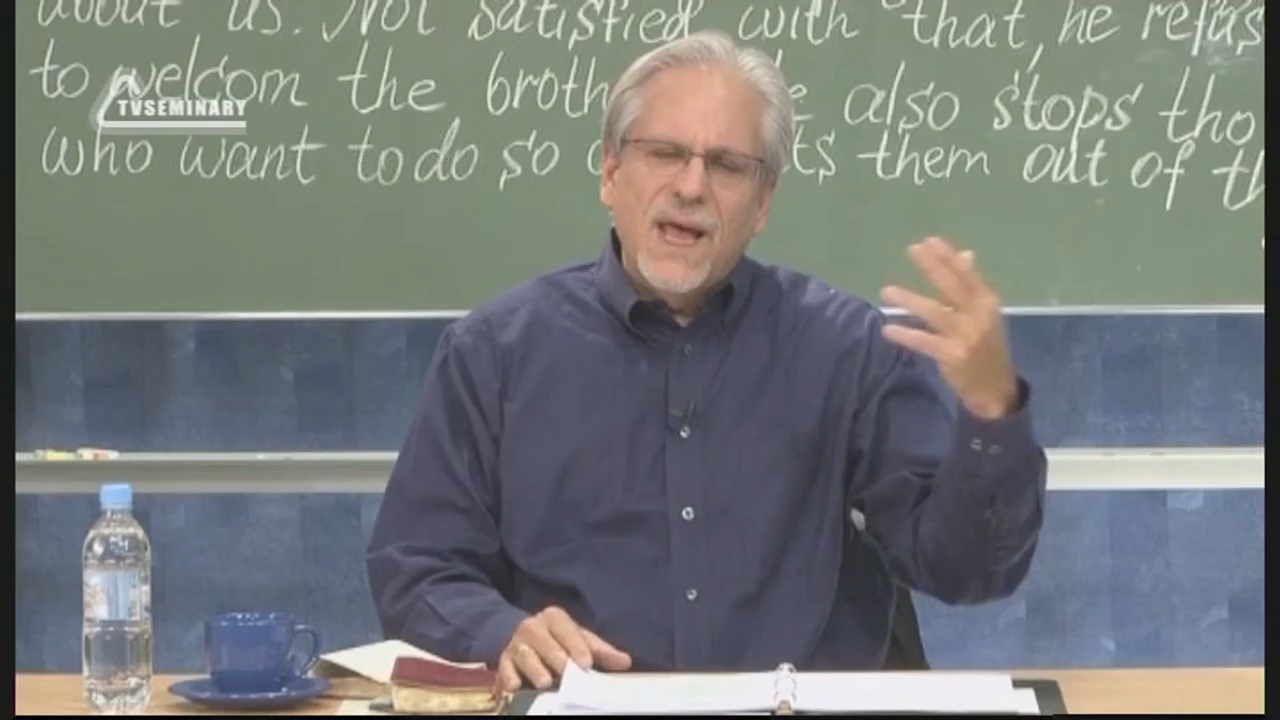 about us. Not satisfied with that, he refus
to welcom the broth e also stops tho
TVSEMINARY
who want to do so ts them out of th